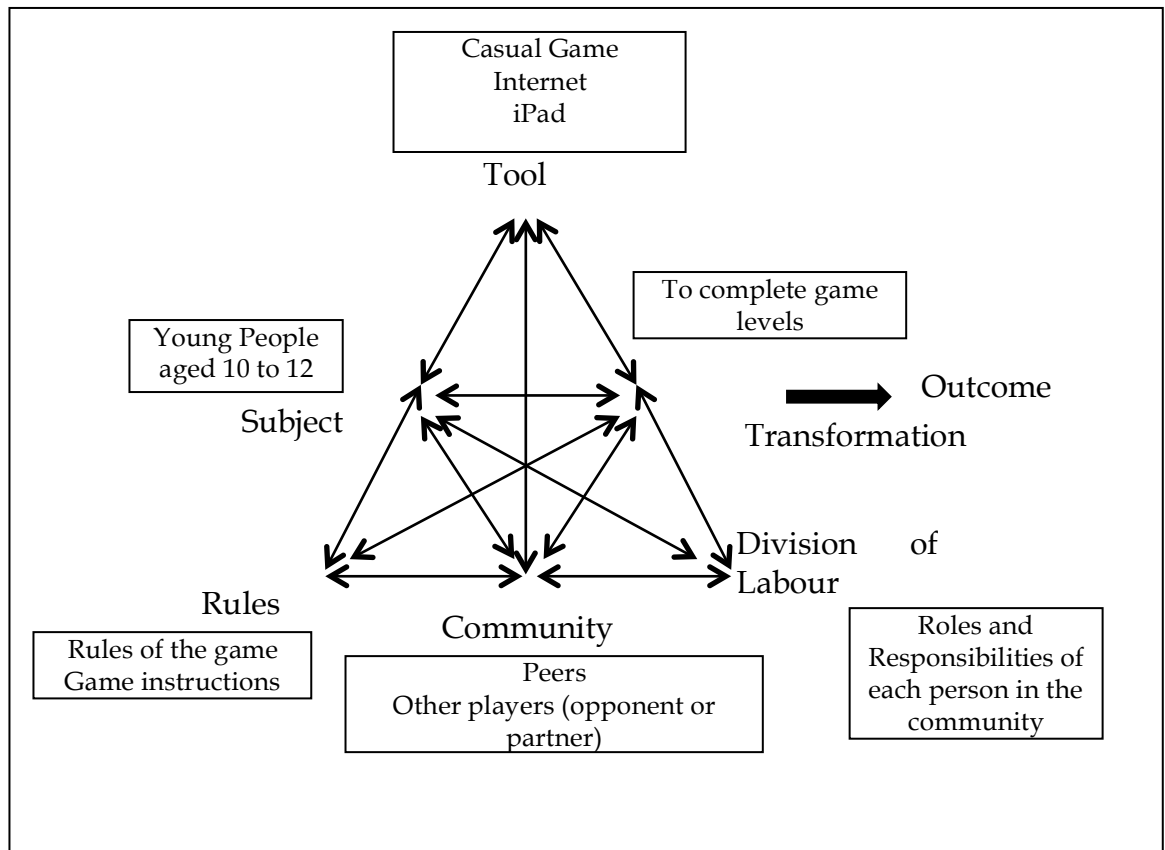 Casual Game
Internet
iPad
Tool
To complete game
levels
Young People
aged 10 to 12
Subject
Outcome
Transformation
Division of
Labour
Rules
Community
Rules of the game
Game instructions
Peers
Other players (opponent or
partner)
Roles and
Responsibilities of
each person in the
community